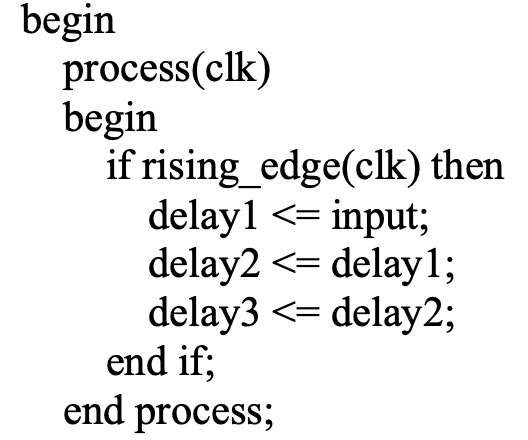 begin
process(clk)
begin
if rising_edge(clk) then
delay1 <= input;
delay2 <= delay1;
delay3 <= delay2;
end if;
end process;